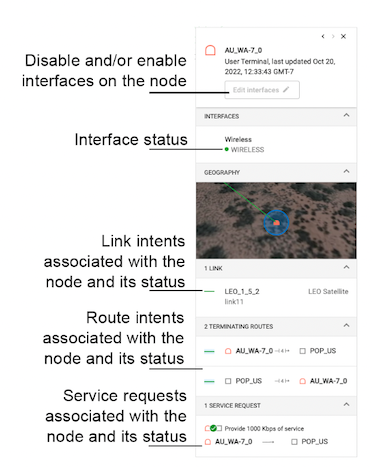 AU_WA-7_0
User Terminal, last updated Oct 20,
2022, 12:33:43 GMT-7
Disable and/or enable
interfaces on the node
Edit interfaces
INTERFACES
Interface status
Wireless
WIRELESS
GEOGRAPHY
Link intents
associated with the
node and its status
1 LINK
LEO_1_5_2
LEO Satellite
link11
Route intents
associated with the
node and its status
2 TERMINATING ROUTES
AU_WA-7_0
POP_US
POP_US
AU_WA-7_0
Service requests
associated with the
node and its status
1 SERVICE REQUEST
Provide 1000 Kbps of service
AU_WA-7_0
POP_US